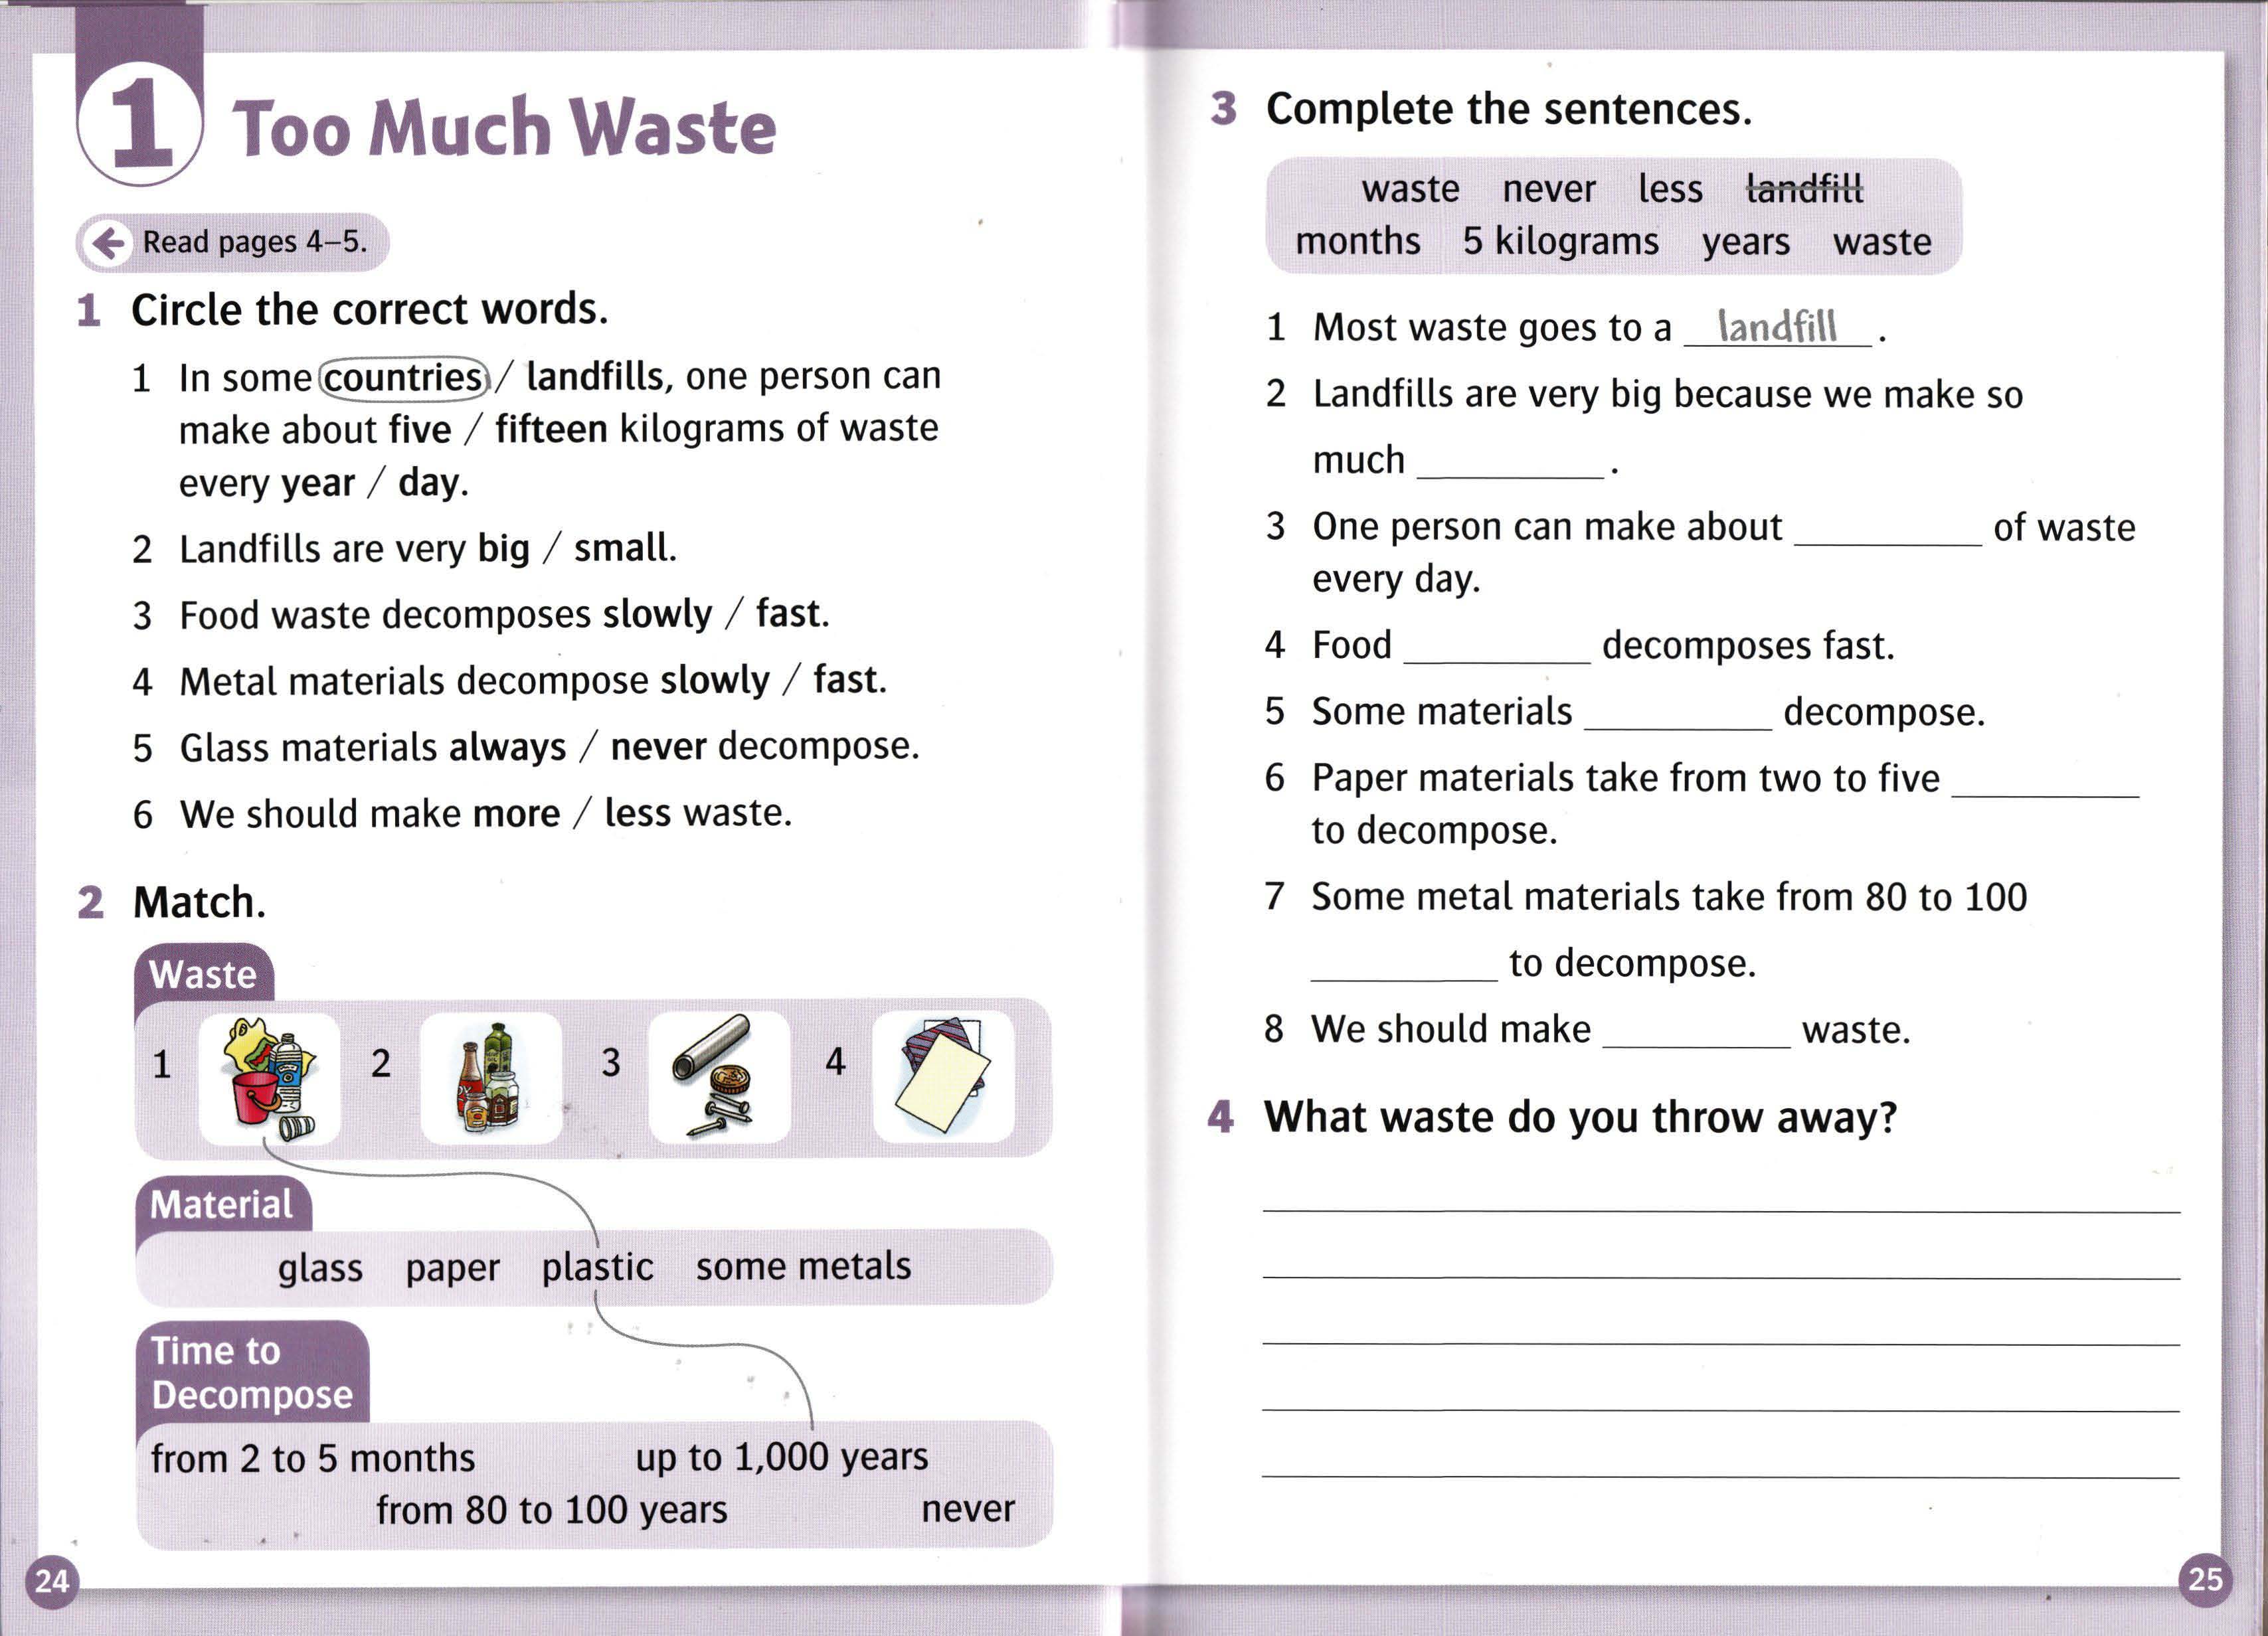 1 Too Much Waste
Read pages 4–5.
1 Circle the correct words.
1 In some countries / landfills, one person can
make about five / fifteen kilograms of waste
every year / day.
2 Landfills are very big / small.
3 Food waste decomposes slowly / fast.
4 Metal materials decompose slowly / fast.
5 Glass materials always / never decompose.
6 We should make more / less waste.
2 Match.
Waste
1 2 3 4
Material
glass paper plastic some metals
Time to
Decompose
from 2 to 5 months up to 1,000 years
from 80 to 100 years never
24
3 Complete the sentences.
waste never less landfill
months 5 kilograms years waste
1 Most waste goes to a landfill .
2 Landfills are very big because we make so
much __________ .
3 One person can make about __________ of waste
every day.
4 Food __________ decomposes fast.
5 Some materials __________ decompose.
6 Paper materials take from two to five __________
to decompose.
7 Some metal materials take from 80 to 100
__________ to decompose.
8 We should make __________ waste.
4 What waste do you throw away?
25